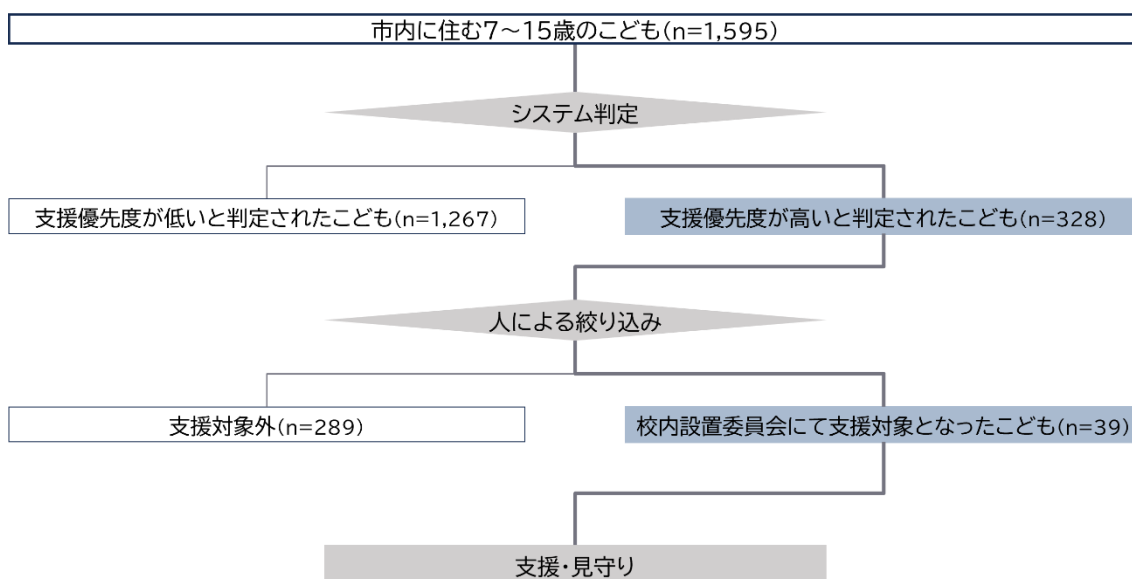 市内に住む7～15歳のこども(n=1,595)
システム判定
支援優先度が低いと判定されたこども(n=1,267)
支援優先度が高いと判定されたこども(n=328)
人による絞り込み
支援対象外(n=289)
校内設置委員会にて支援対象となったこども(n=39)
支援・見守り